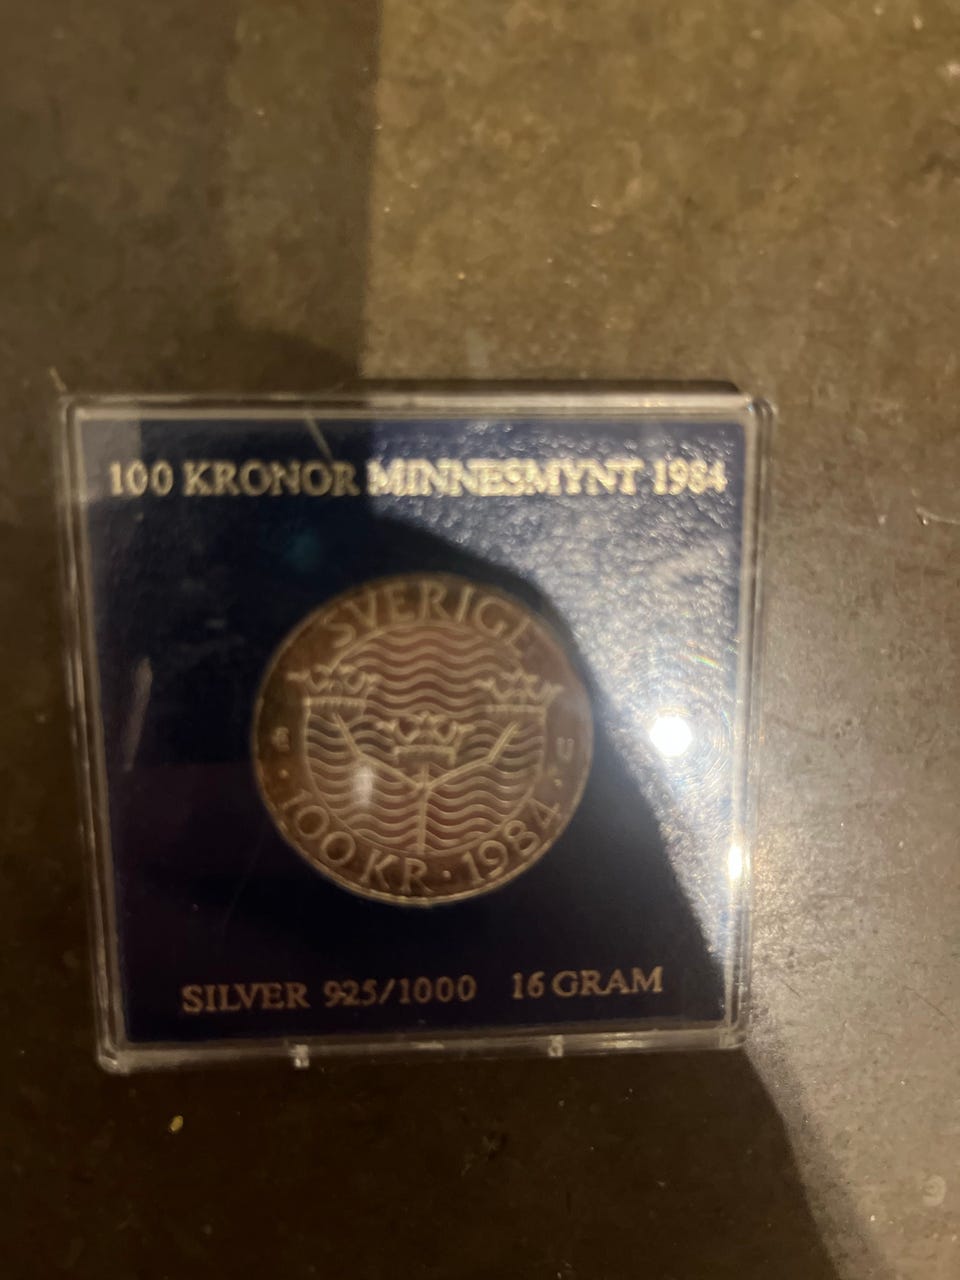 100 KRONOR MINNESMYNT 1984
SVERIGE
U
100 KR · 1984
SILVER 925/1000 16 GRAM